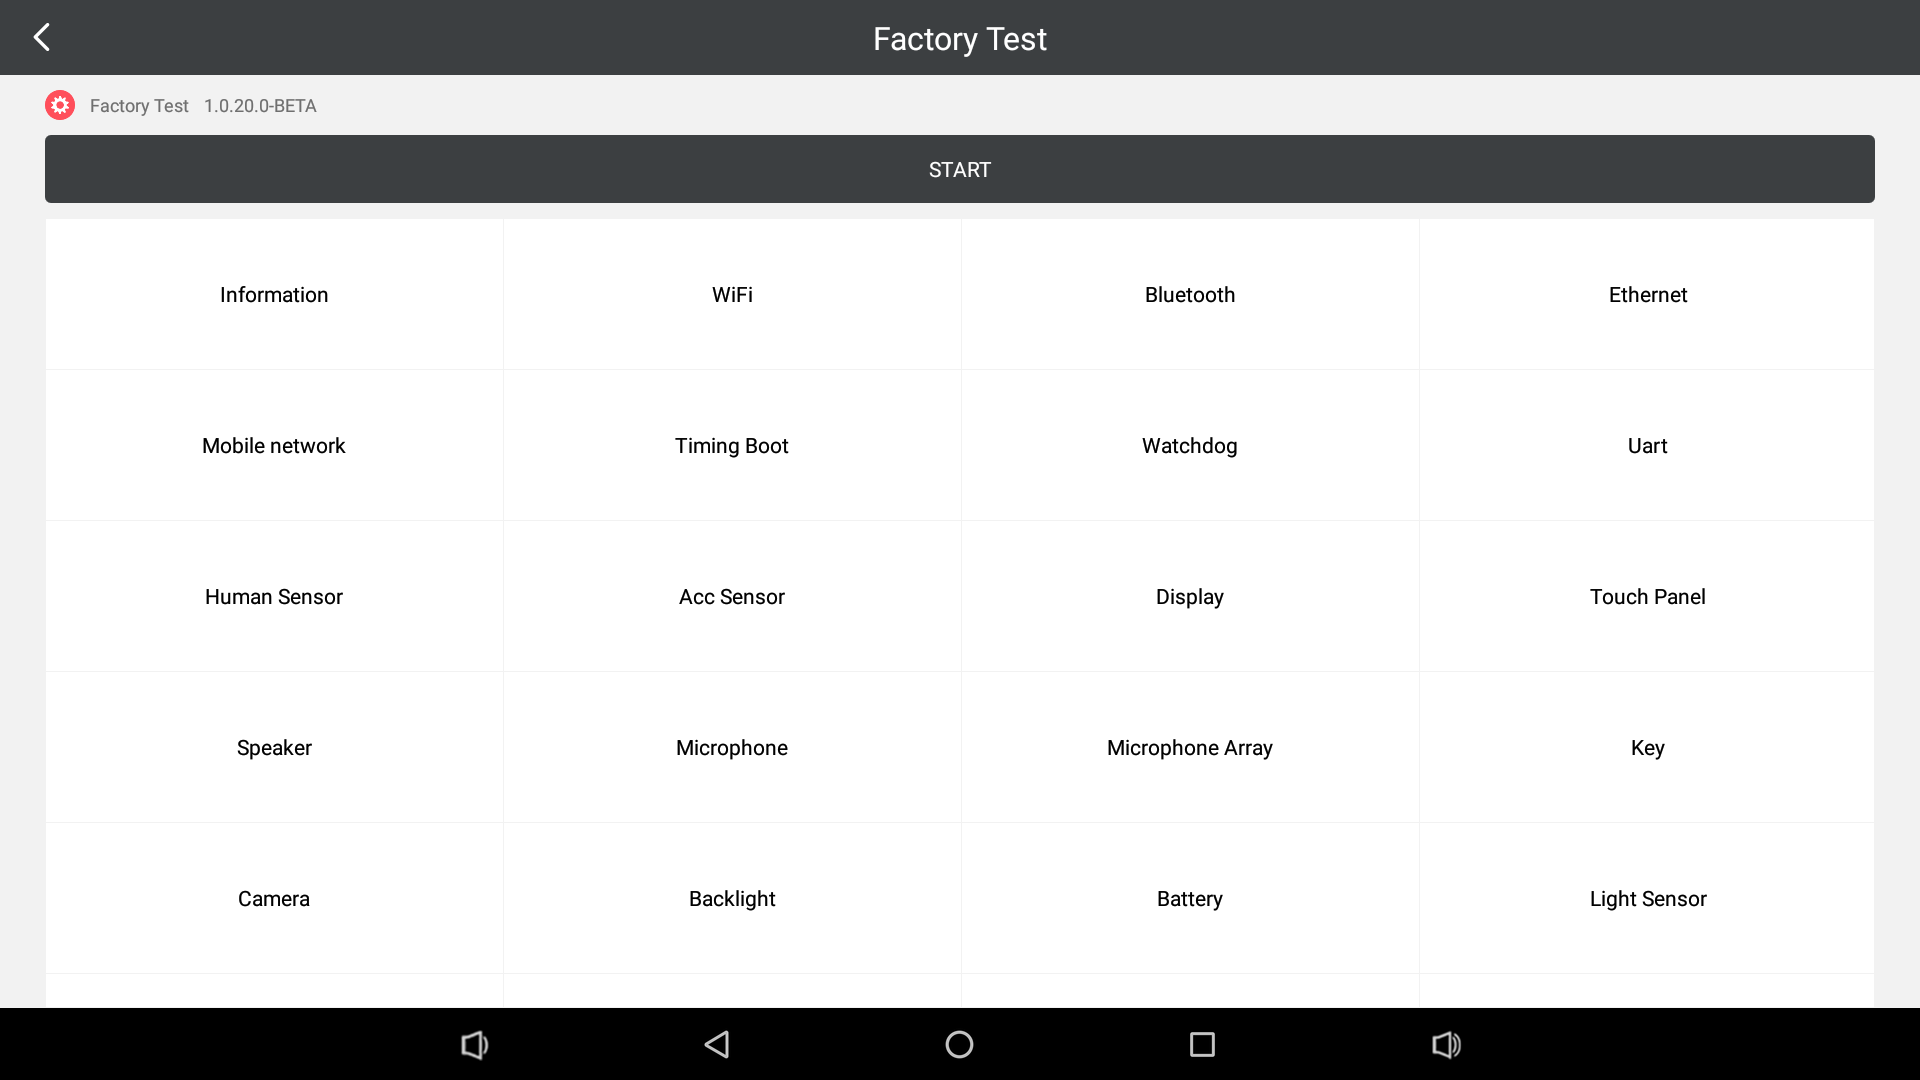 Factory Test
Factory Test 1.0.20.0-BETA
START
Information WiFi Bluetooth Ethernet
Mobile network Timing Boot Watchdog Uart
Human Sensor Acc Sensor Display Touch Panel
Speaker Microphone Microphone Array Key
Camera Backlight Battery Light Sensor